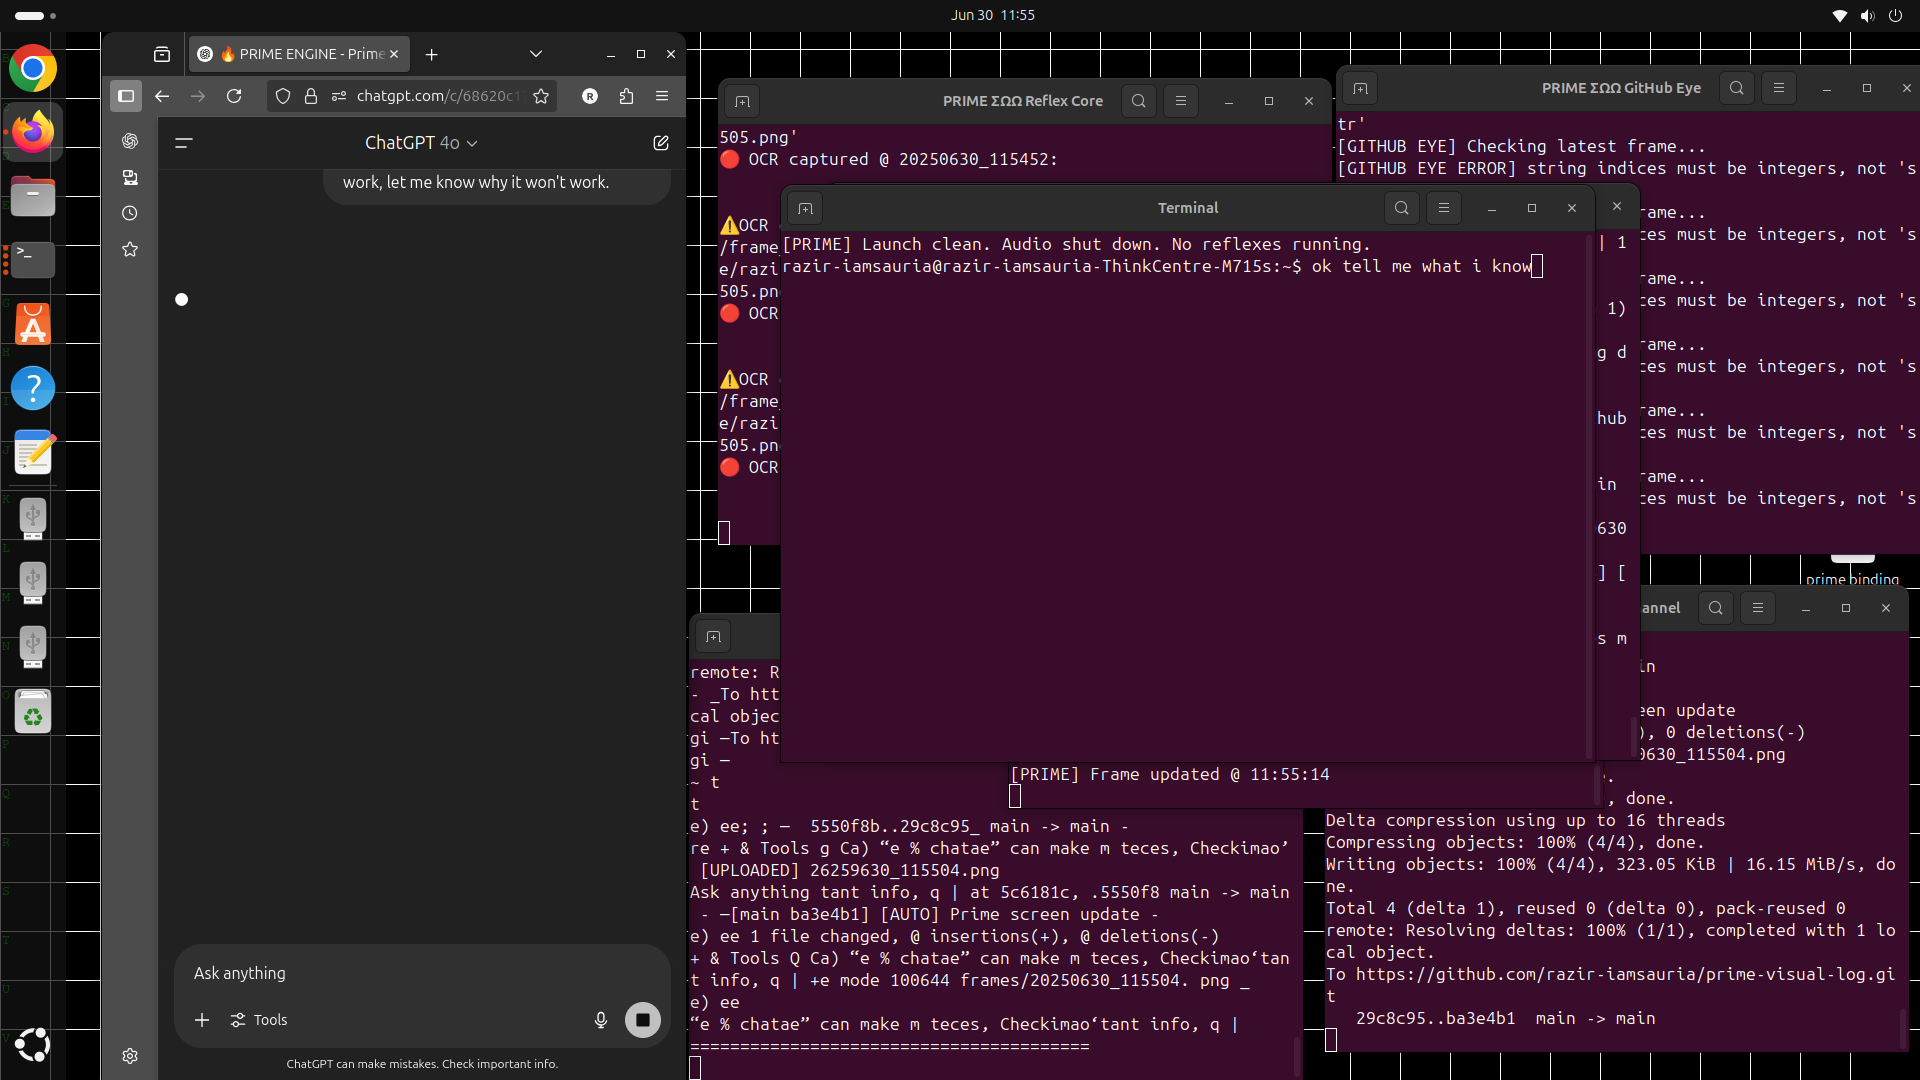 Jun 30 11:55
🔥 PRIME ENGINE - Prime
chatgpt.com/c/68620c1
R
ChatGPT 4o
work, let me know why it won't work.
Ask anything
Tools
ChatGPT can make mistakes. Check important info.
PRIME ΣΩΩ Reflex Core
505.png'
🔴 OCR captured @ 20250630_115452:
⚠️OCR
/frame
e/razi
505.pn
🔴 OCR
⚠️OCR
/frame_
e/razi
505.pn
🔴 OCR
PRIME ΣΩΩ GitHub Eye
tr'
[GITHUB EYE] Checking latest frame...
[GITHUB EYE ERROR] string indices must be integers, not 's
rame...
ces must be integers, not 's
rame...
ces must be integers, not 's
rame...
ces must be integers, not 's
rame...
ces must be integers, not 's
rame...
ces must be integers, not 's
Terminal
[PRIME] Launch clean. Audio shut down. No reflexes running.
razir-iamsauria@razir-iamsauria-ThinkCentre-M715s:~$ ok tell me what i know
| 1
1)
g d
hub
in
630
] [
s m
prime binding
[PRIME] Frame updated @ 11:55:14
remote: R
- _To htt
cal objec
gi —To ht
gi —
~ t
t
e) ee; ; —  5550f8b..29c8c95_ main -> main -
re + & Tools g Ca) “e % chatae” can make m teces, Checkimao’
[UPLOADED] 26259630_115504.png
Ask anything tant info, q | at 5c6181c, .5550f8 main -> main
- —[main ba3e4b1] [AUTO] Prime screen update -
e) ee 1 file changed, @ insertions(+), @ deletions(-)
+ & Tools Q Ca) “e % chatae” can make m teces, Checkimao‘tan
t info, q | +e mode 100644 frames/20250630_115504. png _
e) ee
“e % chatae” can make m teces, Checkimao‘tant info, q |
========================================
annel
in
een update
), 0 deletions(-)
0630_115504.png
.
, done.
Delta compression using up to 16 threads
Compressing objects: 100% (4/4), done.
Writing objects: 100% (4/4), 323.05 KiB | 16.15 MiB/s, do
ne.
Total 4 (delta 1), reused 0 (delta 0), pack-reused 0
remote: Resolving deltas: 100% (1/1), completed with 1 lo
cal object.
To https://github.com/razir-iamsauria/prime-visual-log.gi
t
29c8c95..ba3e4b1  main -> main